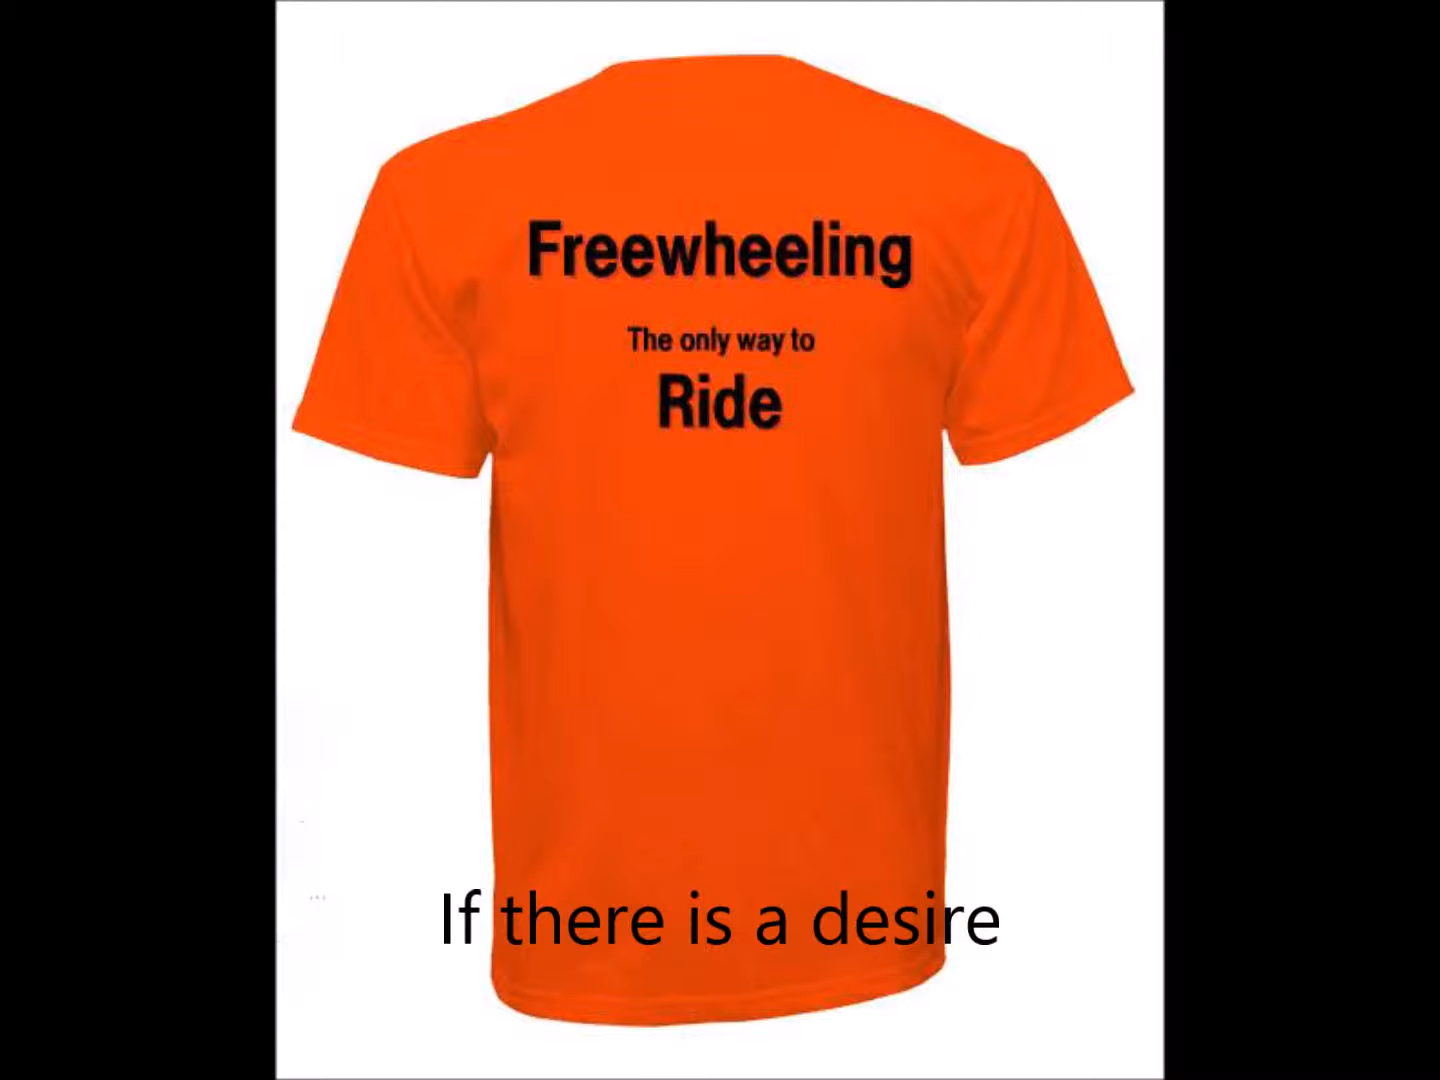 Freewheeling
The only way to
Ride
If there is a desire